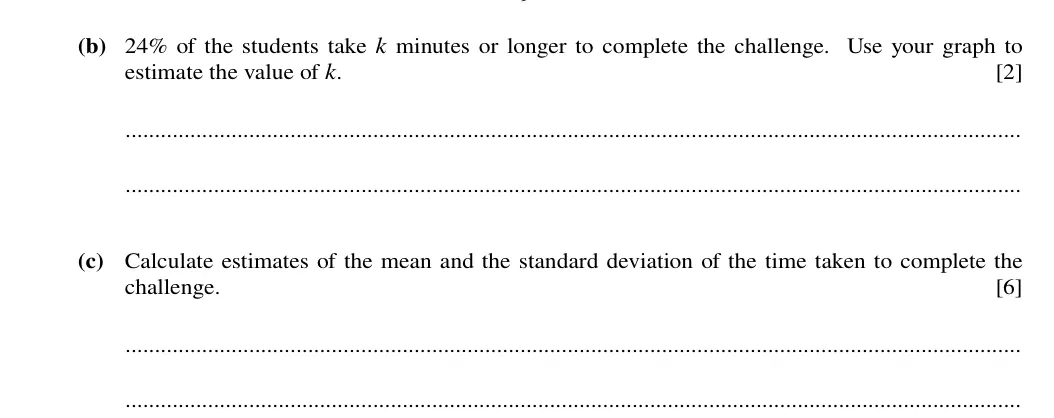 (b) 24% of the students take k minutes or longer to complete the challenge. Use your graph to
estimate the value of k. [2]
(c) Calculate estimates of the mean and the standard deviation of the time taken to complete the
challenge. [6]